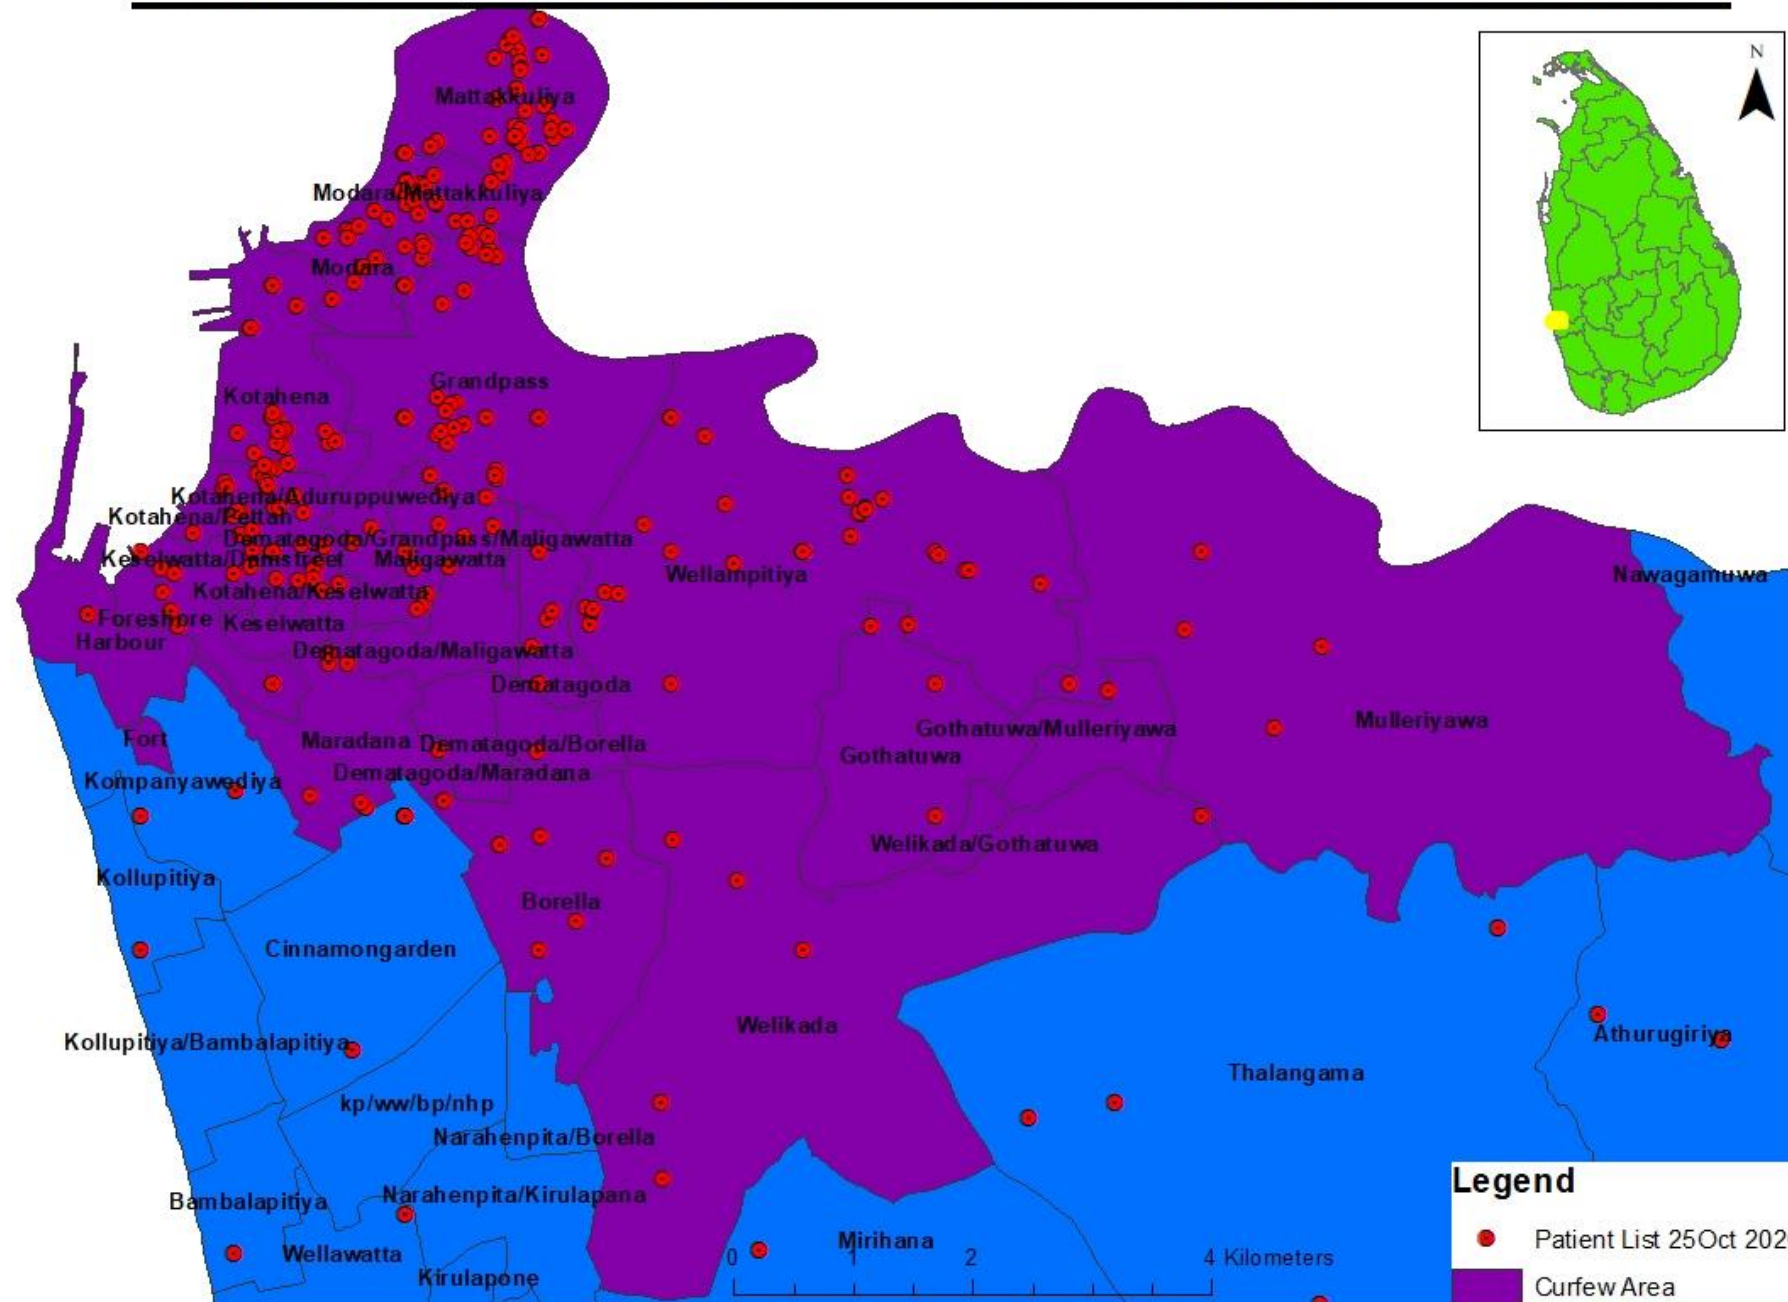 N
Mattakkuliya
Modara/Mattakkuliya
Modara
Grandpass
Kotahena
Kotahena/Aduruppuwediya
Kotahena/Pettah
Dematagoda/Grandpass/Maligawatta
Keselwatta/Damstreet
Maligawatta
Wellampitiya
Nawagamuwa
Kotahena/Keselwatta
Foreshore
Keselwatta
Harbour
Dematagoda/Maligawatta
Dematagoda
Mulleriyawa
Gothatuwa/Mulleriyawa
Fort
Maradana
Dematagoda/Borella
Gothatuwa
Dematagoda/Maradana
Kompanyawediya
Welikada/Gothatuwa
Kollupitiya
Borella
Cinnamongarden
Welikada
Athurugiriya
Kollupitiya/Bambalapitiya
Thalangama
kp/ww/bp/nhp
Narahenpita/Borella
Legend
Narahenpita/Kirulapana
Bambalapitiya
Patient List 25Oct 202
Mirihana
Wellawatta
0 1 2 4 Kilometers
Kirulapone
Curfew Area